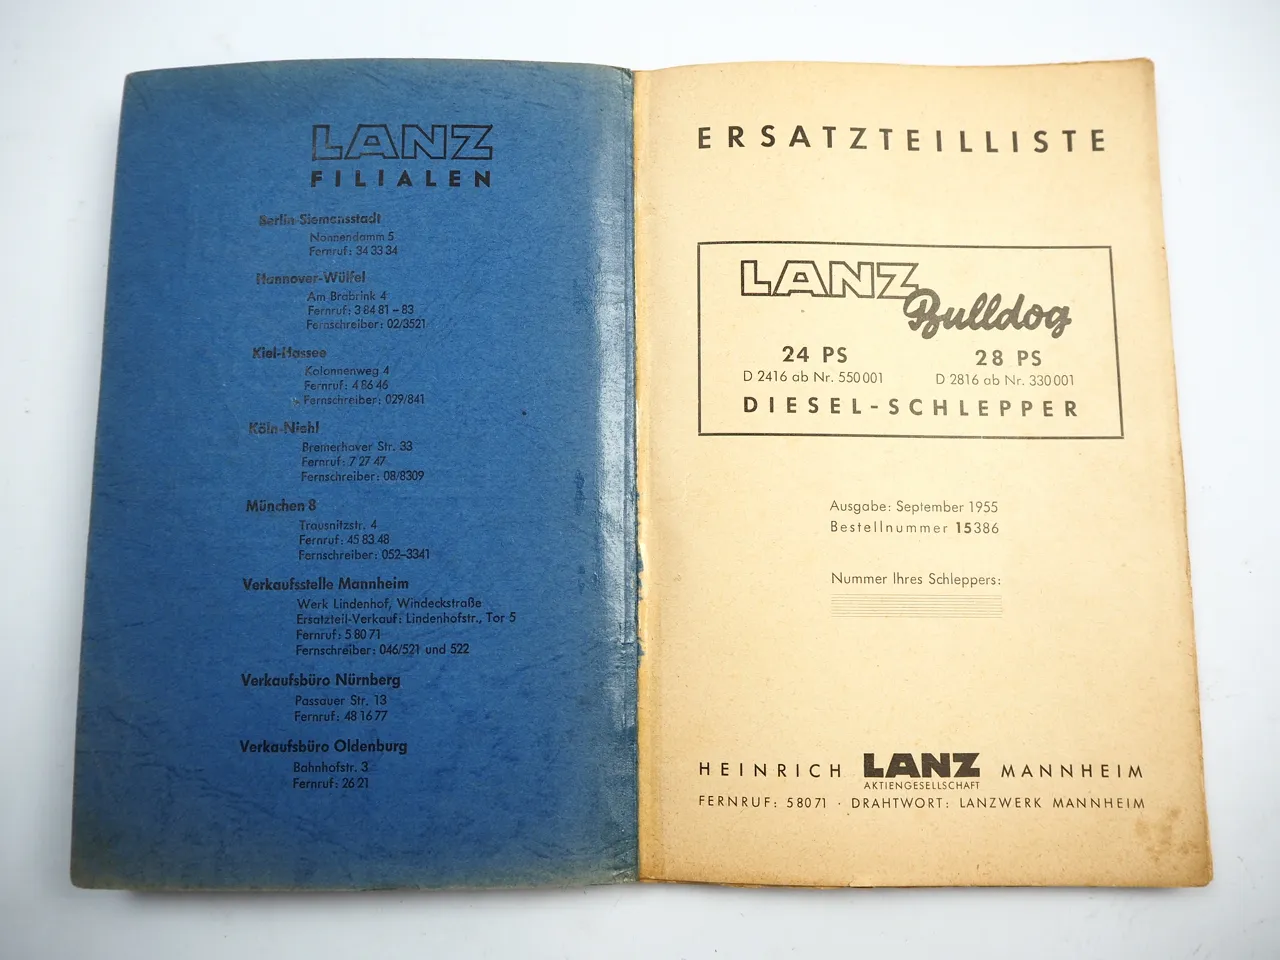 LANZ
FILIALEN
Berlin-Siemensstadt
Nonnendamm 5
Fernruf: 34 33 34
Hannover-Wülfel
Am Brabrink 4
Fernruf: 3 84 81 – 83
Fernschreiber: 02/3521
Kiel-Hassee
Kolonnenweg 4
Fernruf: 4 86 46
Fernschreiber: 029/841
Köln-Niehl
Bremerhaver Str. 33
Fernruf: 7 27 47
Fernschreiber: 08/8309
München 8
Trausnitzstr. 4
Fernruf: 45 83 48
Fernschreiber: 052–3341
Verkaufsstelle Mannheim
Werk Lindenhof, Windeckstraße
Ersatzteil-Verkauf: Lindenhofstr., Tor 5
Fernruf: 5 80 71
Fernschreiber: 046/521 und 522
Verkaufsbüro Nürnberg
Passauer Str. 13
Fernruf: 48 16 77
Verkaufsbüro Oldenburg
Bahnhofstr. 3
Fernruf: 26 21
ERSATZTEILLISTE
LANZ
Bulldog
24 PS 28 PS
D 2416 ab Nr. 550 001 D 2816 ab Nr. 330 001
DIESEL-SCHLEPPER
Ausgabe: September 1955
Bestellnummer 15386
Nummer Ihres Schleppers:
HEINRICH LANZ MANNHEIM
AKTIENGESELLSCHAFT
FERNRUF: 5 80 71 · DRAHTWORT: LANZWERK MANNHEIM